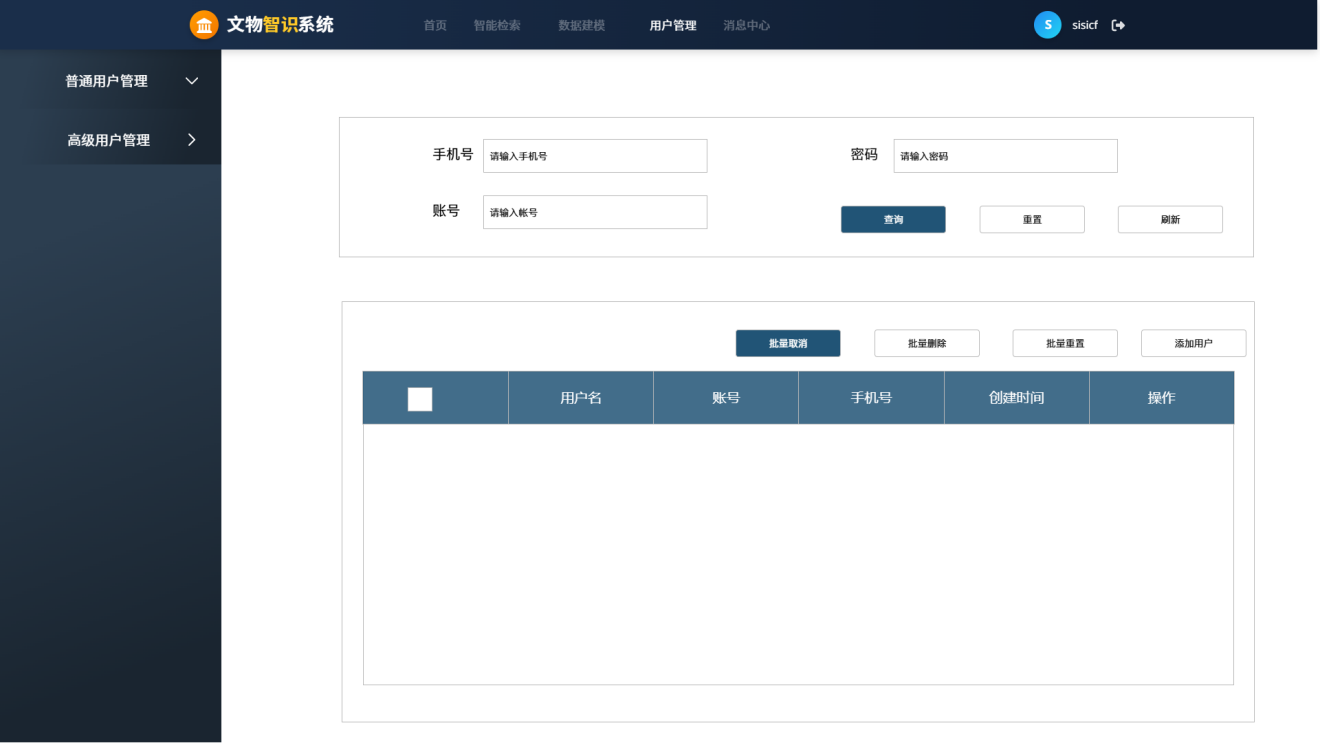 文物智识系统 首页 智能检索 数据建模 用户管理 消息中心 S sisicf
普通用户管理
高级用户管理
手机号 请输入手机号 密码 请输入密码
账号 请输入帐号 查询 重置 刷新
批量取消 批量删除 批量重置 添加用户
用户名 账号 手机号 创建时间 操作